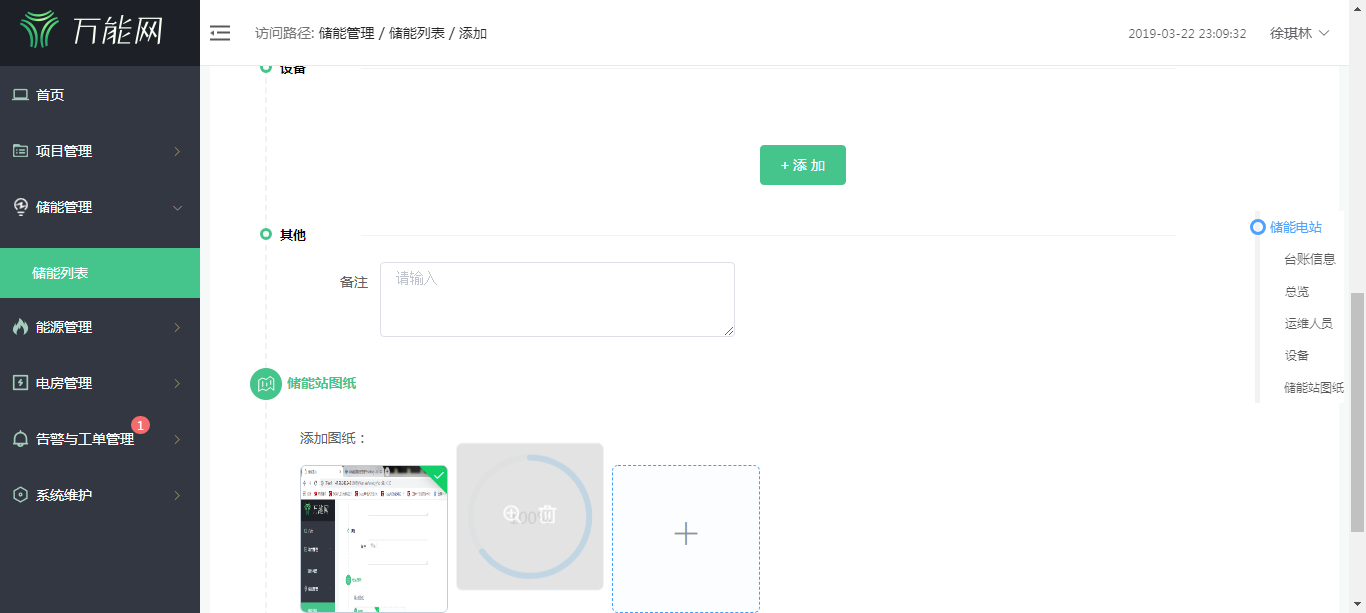 万能网
访问路径: 储能管理 / 储能列表 / 添加
2019-03-22 23:09:32
徐琪林
首页
项目管理
储能管理
储能列表
能源管理
电房管理
告警与工单管理
1
系统维护
设备
+ 添 加
其他
备注
请输入
储能站图纸
添加图纸：
100%
储能电站
台账信息
总览
运维人员
设备
储能站图纸